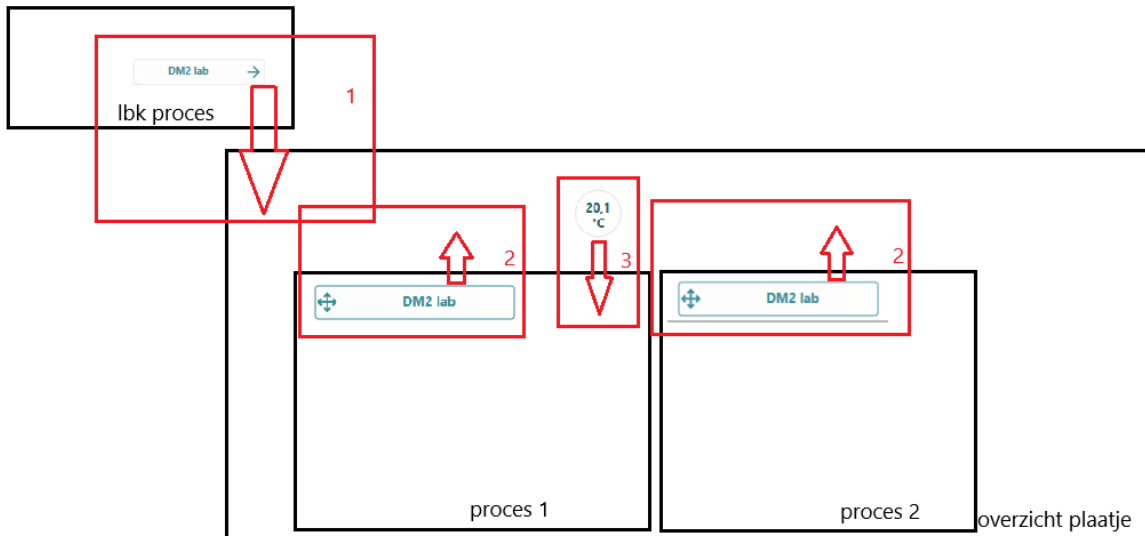 DM2 lab
lbk proces
1
20,1
°C
2
3
2
DM2 lab
DM2 lab
proces 1
proces 2
overzicht plaatje